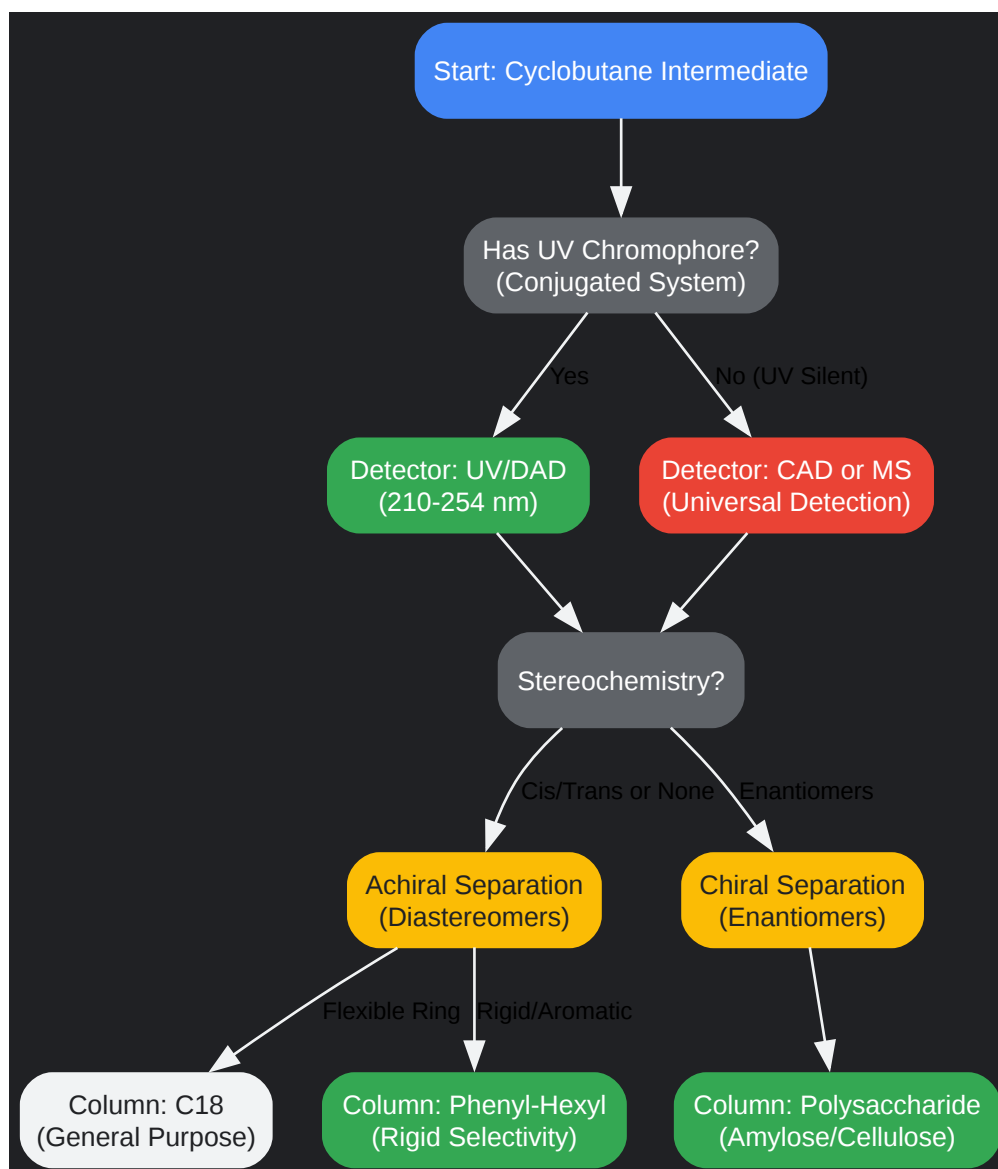 Start: Cyclobutane Intermediate
Has UV Chromophore?
(Conjugated System)
Yes
No (UV Silent)
Detector: UV/DAD
(210-254 nm)
Detector: CAD or MS
(Universal Detection)
Stereochemistry?
Cis/Trans or None
Enantiomers
Achiral Separation
(Diastereomers)
Chiral Separation
(Enantiomers)
Flexible Ring
Rigid/Aromatic
Column: C18
(General Purpose)
Column: Phenyl-Hexyl
(Rigid Selectivity)
Column: Polysaccharide
(Amylose/Cellulose)